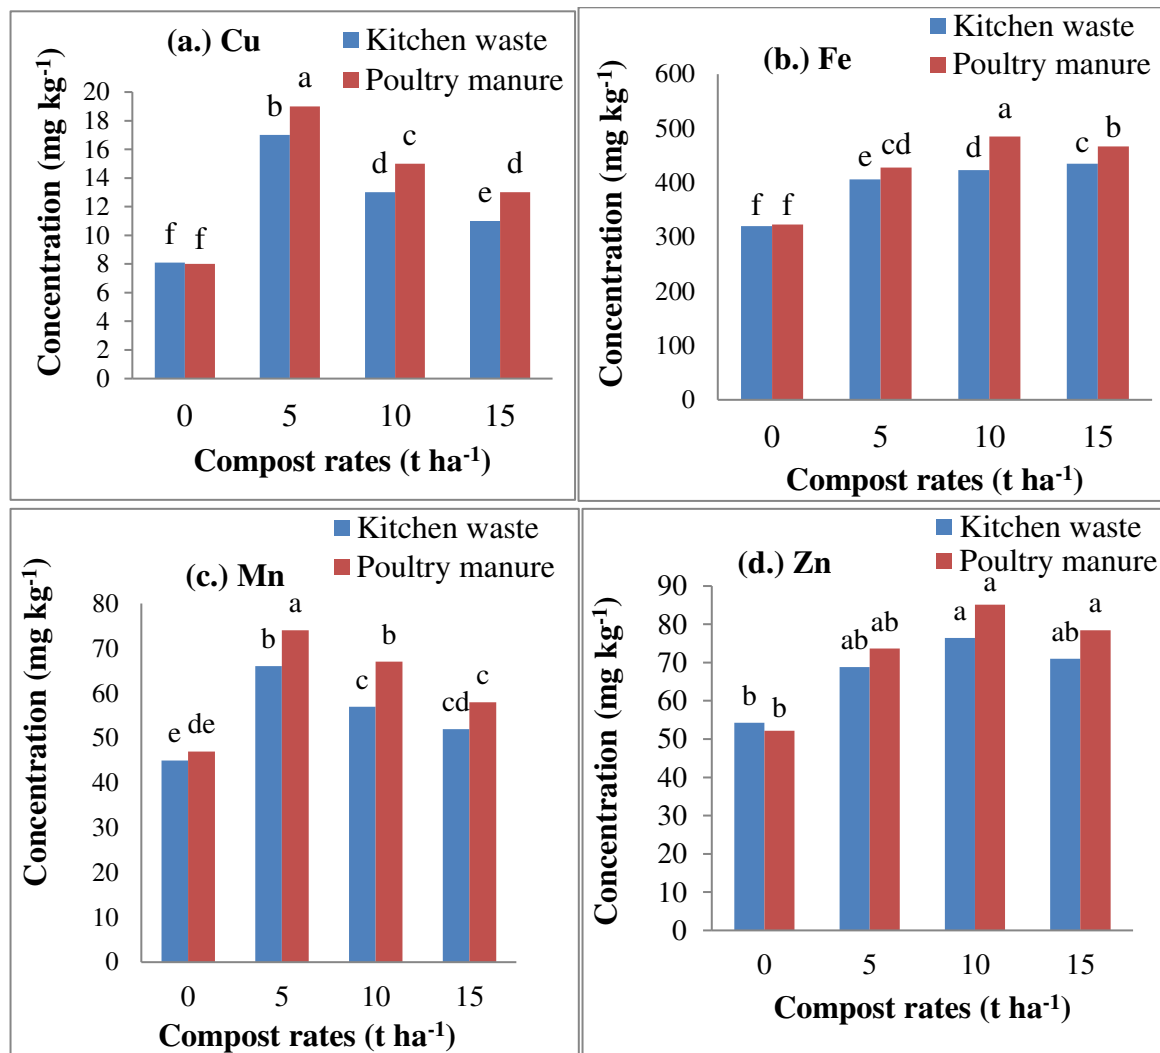 (a.) Cu
Kitchen waste
Poultry manure
Concentration (mg kg⁻¹)
20
18
16
14
12
10
8
6
4
2
0
f f
b a
d c
e d
0 5 10 15
Compost rates (t ha⁻¹)
(b.) Fe
Kitchen waste
Poultry manure
Concentration (mg kg⁻¹)
600
500
400
300
200
100
0
f f
e cd
d a
c b
0 5 10 15
Compost rates (t ha⁻¹)
(c.) Mn
Kitchen waste
Poultry manure
Concentration (mg kg⁻¹)
80
70
60
50
40
30
20
10
0
e de
b a
c b
cd c
0 5 10 15
Compost rates (t ha⁻¹)
(d.) Zn
Kitchen waste
Poultry manure
Concentration (mg kg⁻¹)
90
80
70
60
50
40
30
20
10
0
b b
ab ab
a a
ab a
0 5 10 15
Compost rates (t ha⁻¹)